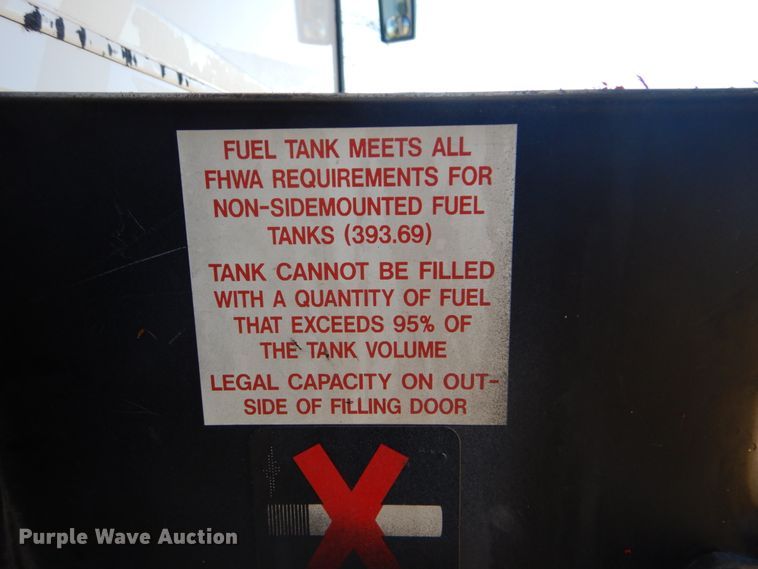 FUEL TANK MEETS ALL
FHWA REQUIREMENTS FOR
NON-SIDEMOUNTED FUEL
TANKS (393.69)
TANK CANNOT BE FILLED
WITH A QUANTITY OF FUEL
THAT EXCEEDS 95% OF
THE TANK VOLUME
LEGAL CAPACITY ON OUT-
SIDE OF FILLING DOOR
Purple Wave Auction